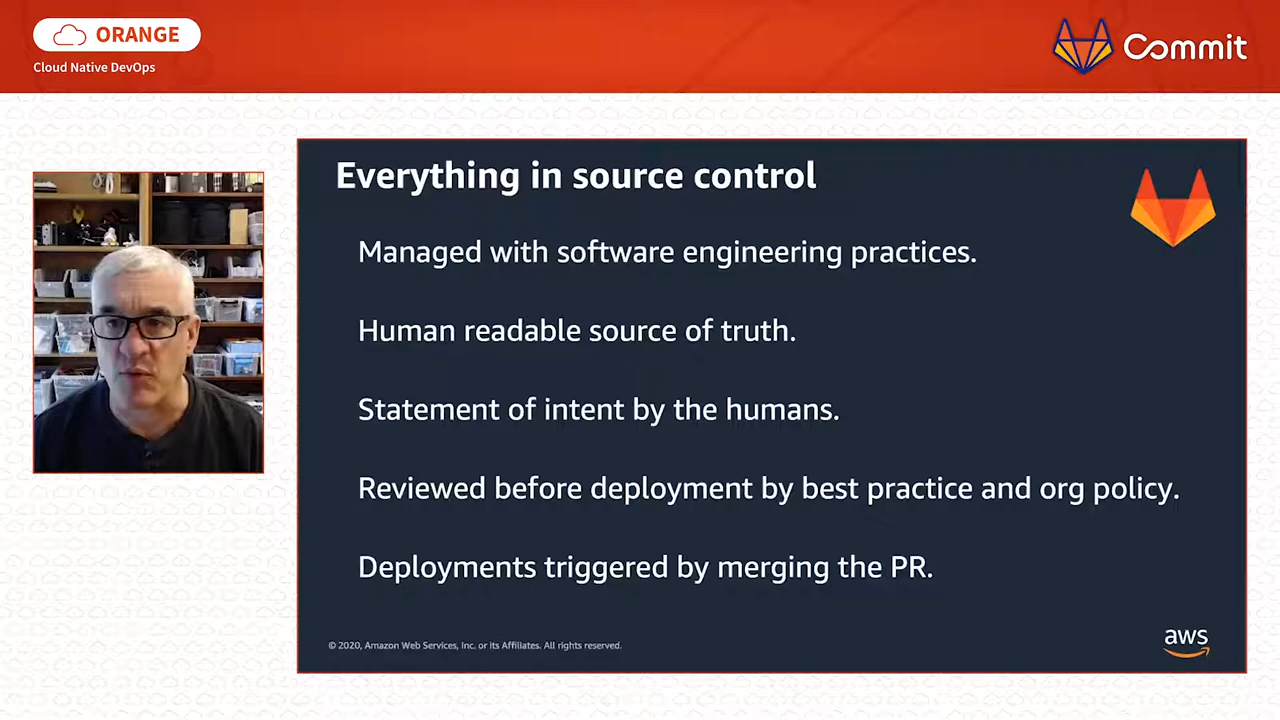 ORANGE
Cloud Native DevOps
Commit
Everything in source control
Managed with software engineering practices.
Human readable source of truth.
Statement of intent by the humans.
Reviewed before deployment by best practice and org policy.
Deployments triggered by merging the PR.
© 2020, Amazon Web Services, Inc. or its Affiliates. All rights reserved.
aws